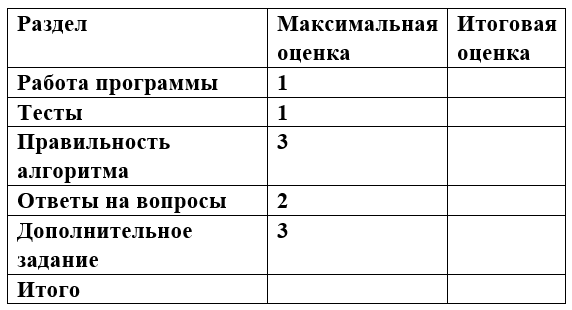 Раздел Максимальная Итоговая
оценка оценка
Работа программы 1
Тесты 1
Правильность 3
алгоритма
Ответы на вопросы 2
Дополнительное 3
задание
Итого